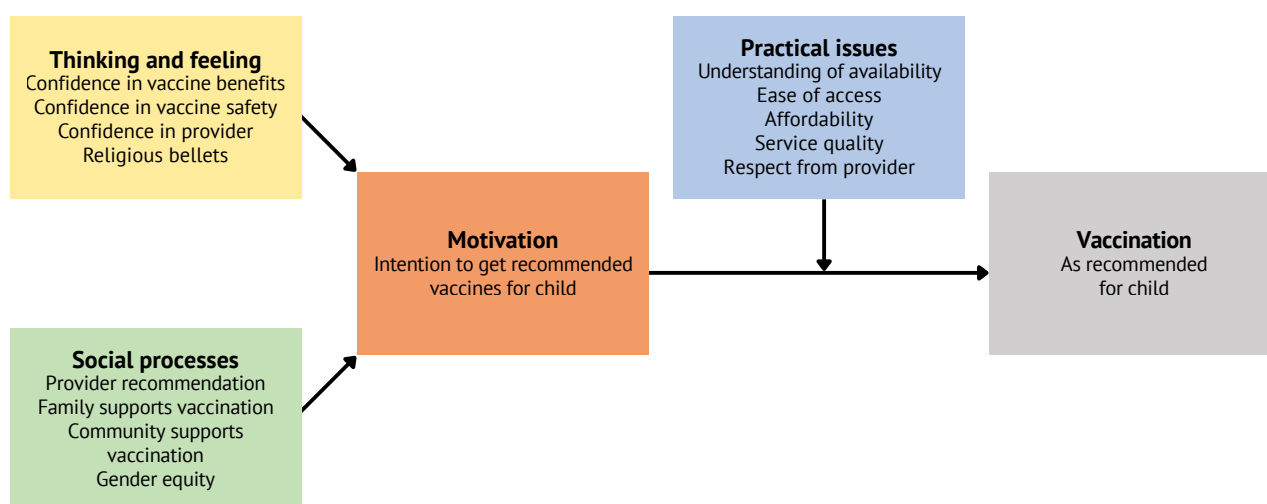 Thinking and feeling
Confidence in vaccine benefits
Confidence in vaccine safety
Confidence in provider
Religious bellets
Social processes
Provider recommendation
Family supports vaccination
Community supports
vaccination
Gender equity
Motivation
Intention to get recommended
vaccines for child
Practical issues
Understanding of availability
Ease of access
Affordability
Service quality
Respect from provider
Vaccination
As recommended
for child